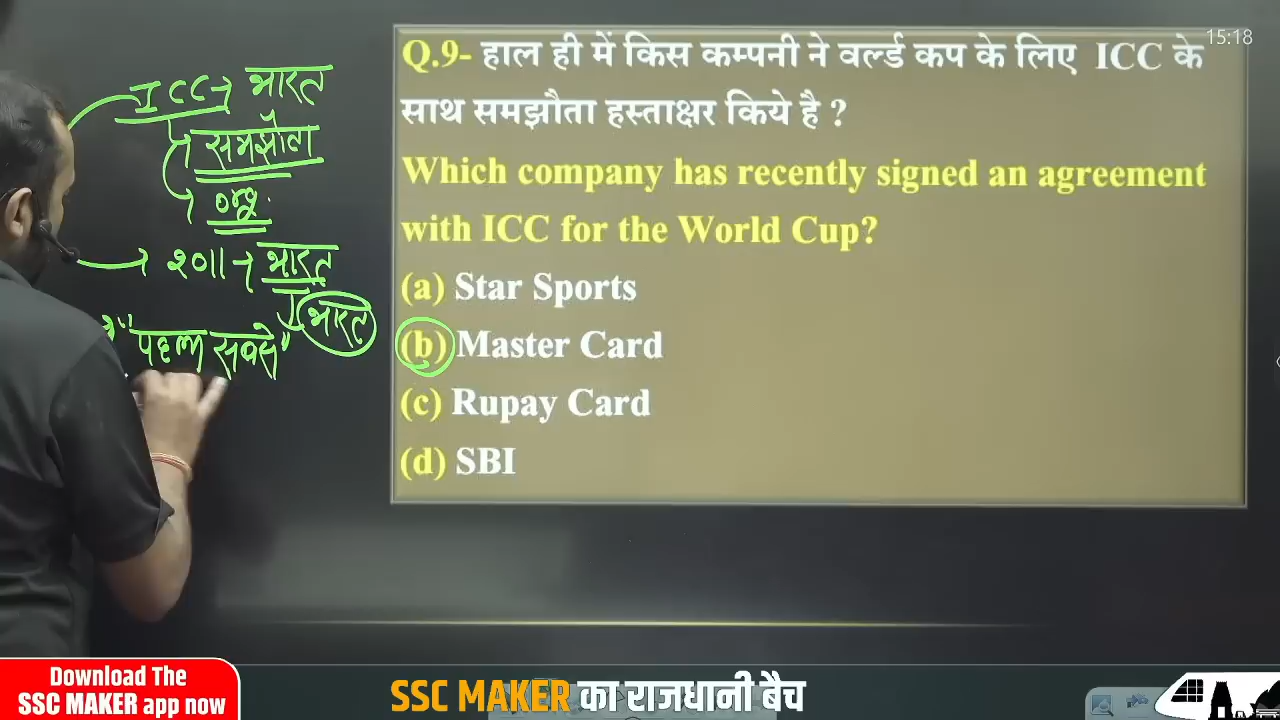 15:18
Q.9- हाल ही में किस कम्पनी ने वर्ल्ड कप के लिए ICC के
साथ समझौता हस्ताक्षर किये है ?
Which company has recently signed an agreement
with ICC for the World Cup?
(a) Star Sports
(b) Master Card
(c) Rupay Card
(d) SBI
ICC → भारत
समझौता
२०११ → भारत
भारत
"पहला सबसे"
Download The
SSC MAKER app now
SSC MAKER का राजधानी बैच